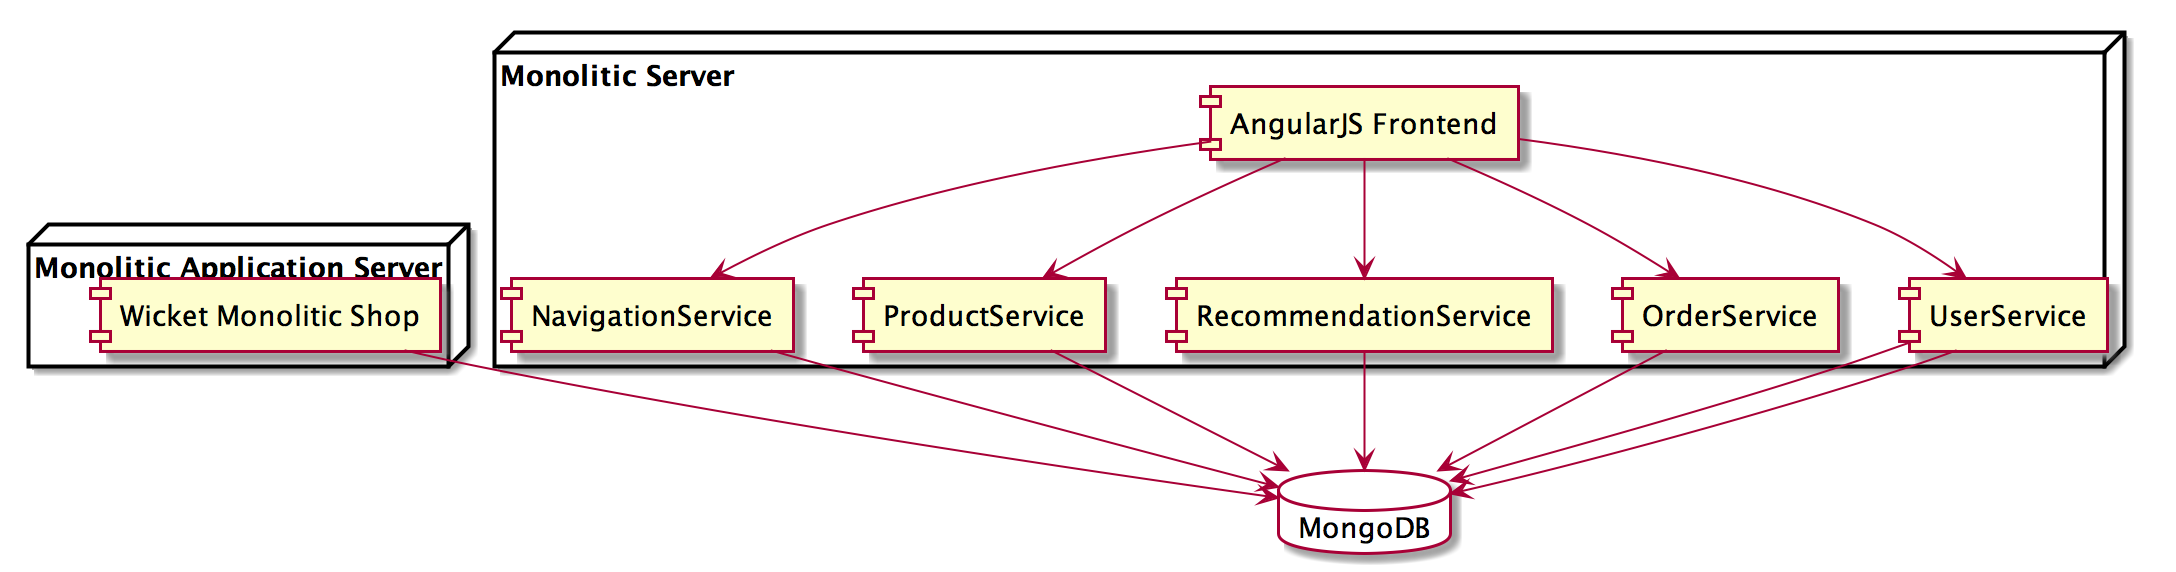 Monolitic Server
AngularJS Frontend
Monolitic Application Server
Wicket Monolitic Shop
NavigationService
ProductService
RecommendationService
OrderService
UserService
MongoDB